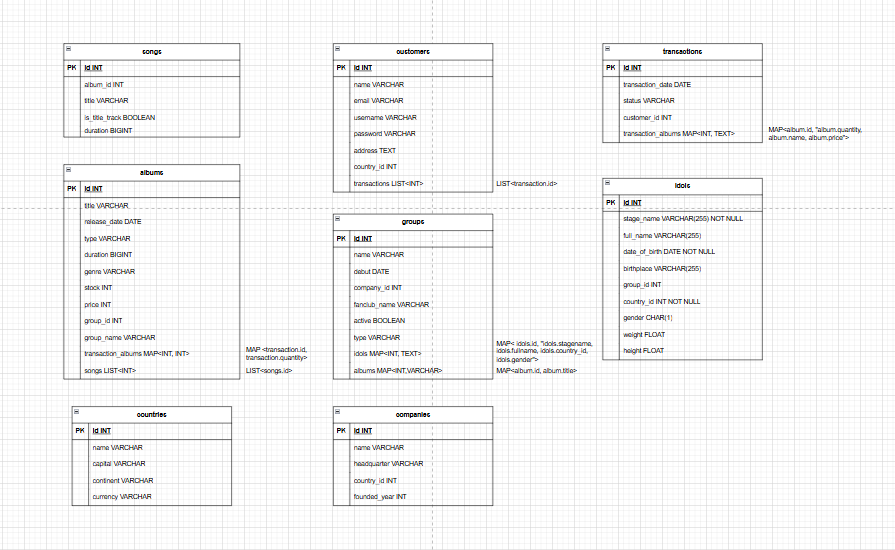 songs
PK id INT
album_id INT
title VARCHAR
is_title_track BOOLEAN
duration BIGINT
customers
PK id INT
name VARCHAR
email VARCHAR
username VARCHAR
password VARCHAR
address TEXT
country_id INT
transactions LIST<INT>
LIST<transaction.id>
transactions
PK id INT
transaction_date DATE
status VARCHAR
customer_id INT
transaction_albums MAP<INT, TEXT>
MAP<album.id, "album.quantity,
album.name, album.price">
albums
PK id INT
title VARCHAR
release_date DATE
type VARCHAR
duration BIGINT
genre VARCHAR
stock INT
price INT
group_id INT
group_name VARCHAR
transaction_albums MAP<INT, INT>
songs LIST<INT>
MAP <transaction.id,
transaction.quantity>
LIST<songs.id>
groups
PK id INT
name VARCHAR
debut DATE
company_id INT
fanclub_name VARCHAR
active BOOLEAN
type VARCHAR
idols MAP<INT, TEXT>
albums MAP<INT,VARCHAR>
MAP< idols.id, "idols.stagename,
idols.fullname, idols.country_id,
idols.gender">
MAP<album.id, album.title>
idols
PK id INT
stage_name VARCHAR(255) NOT NULL
full_name VARCHAR(255)
date_of_birth DATE NOT NULL
birthplace VARCHAR(255)
group_id INT
country_id INT NOT NULL
gender CHAR(1)
weight FLOAT
height FLOAT
countries
PK id INT
name VARCHAR
capital VARCHAR
continent VARCHAR
currency VARCHAR
companies
PK id INT
name VARCHAR
headquarter VARCHAR
country_id INT
founded_year INT